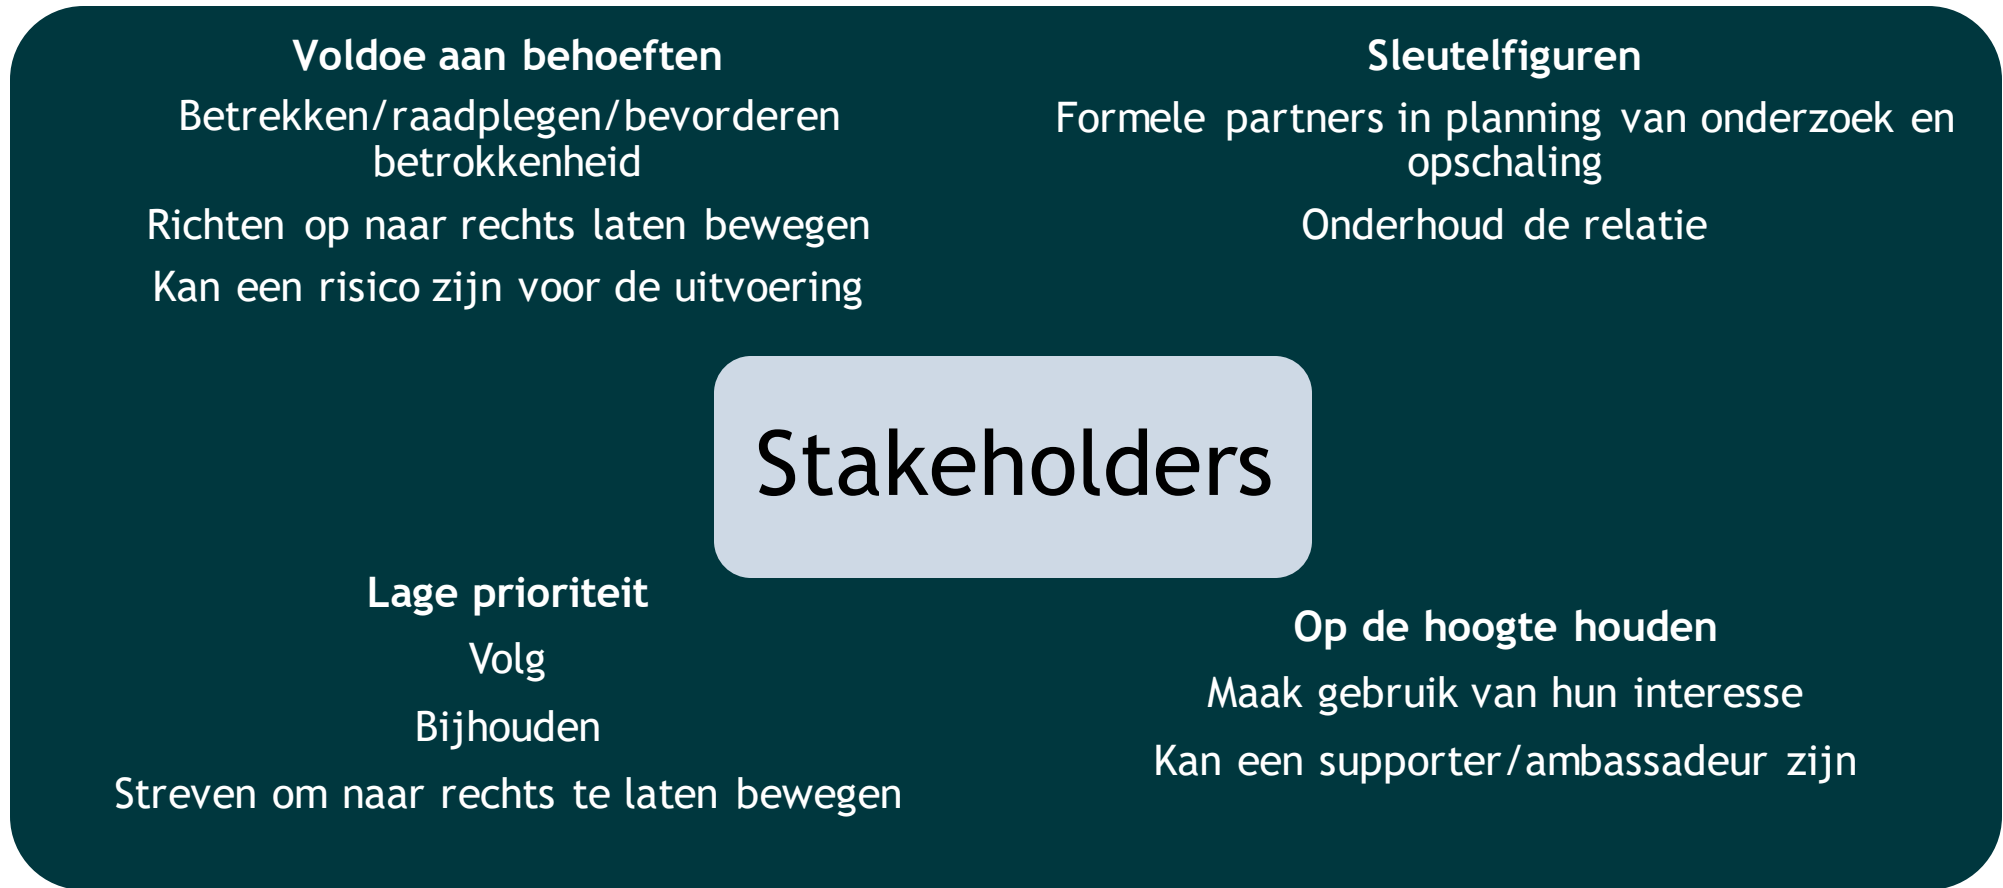 Voldoe aan behoeften
Betrekken/raadplegen/bevorderen
betrokkenheid
Richten op naar rechts laten bewegen
Kan een risico zijn voor de uitvoering
Sleutelfiguren
Formele partners in planning van onderzoek en
opschaling
Onderhoud de relatie
Stakeholders
Lage prioriteit
Volg
Bijhouden
Streven om naar rechts te laten bewegen
Op de hoogte houden
Maak gebruik van hun interesse
Kan een supporter/ambassadeur zijn